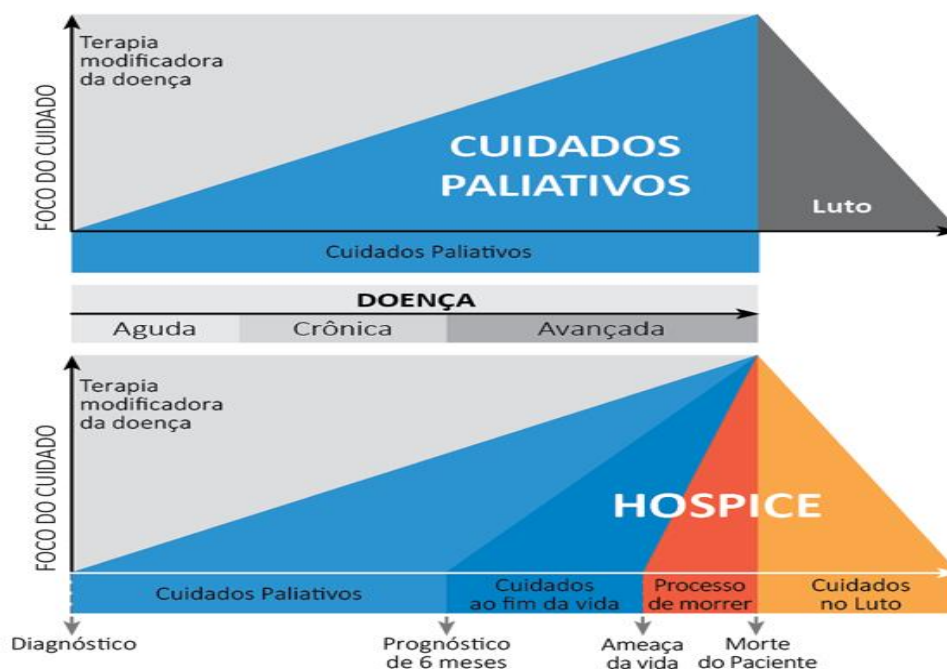 Terapia
modificadora
da doença
FOCO DO CUIDADO
CUIDADOS
PALIATIVOS
Luto
Cuidados Paliativos
DOENÇA
Aguda
Crônica
Avançada
Terapia
modificadora
da doença
FOCO DO CUIDADO
HOSPICE
Cuidados Paliativos
Cuidados
ao fim da vida
Processo
de morrer
Cuidados
no Luto
Diagnóstico
Prognóstico
de 6 meses
Ameaça
da vida
Morte
do Paciente